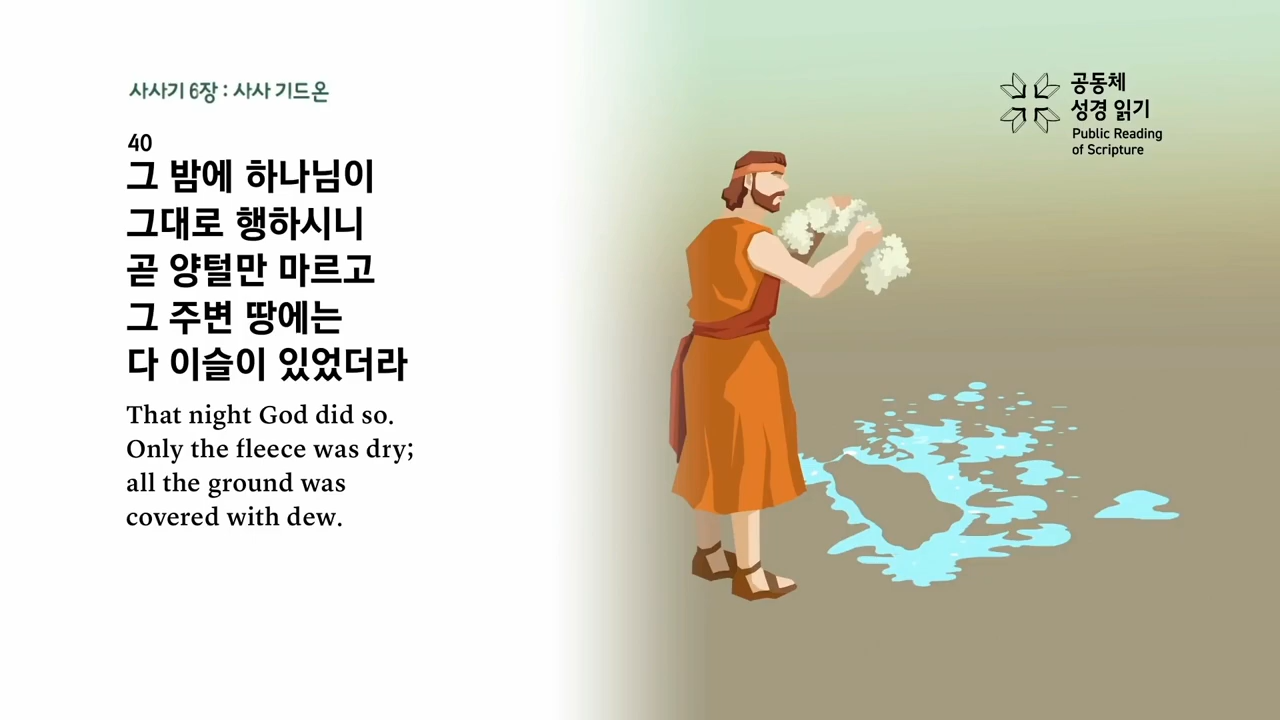 사사기 6장 : 사사 기드온
40
그 밤에 하나님이
그대로 행하시니
곧 양털만 마르고
그 주변 땅에는
다 이슬이 있었더라
That night God did so.
Only the fleece was dry;
all the ground was
covered with dew.
공동체
성경 읽기
Public Reading
of Scripture